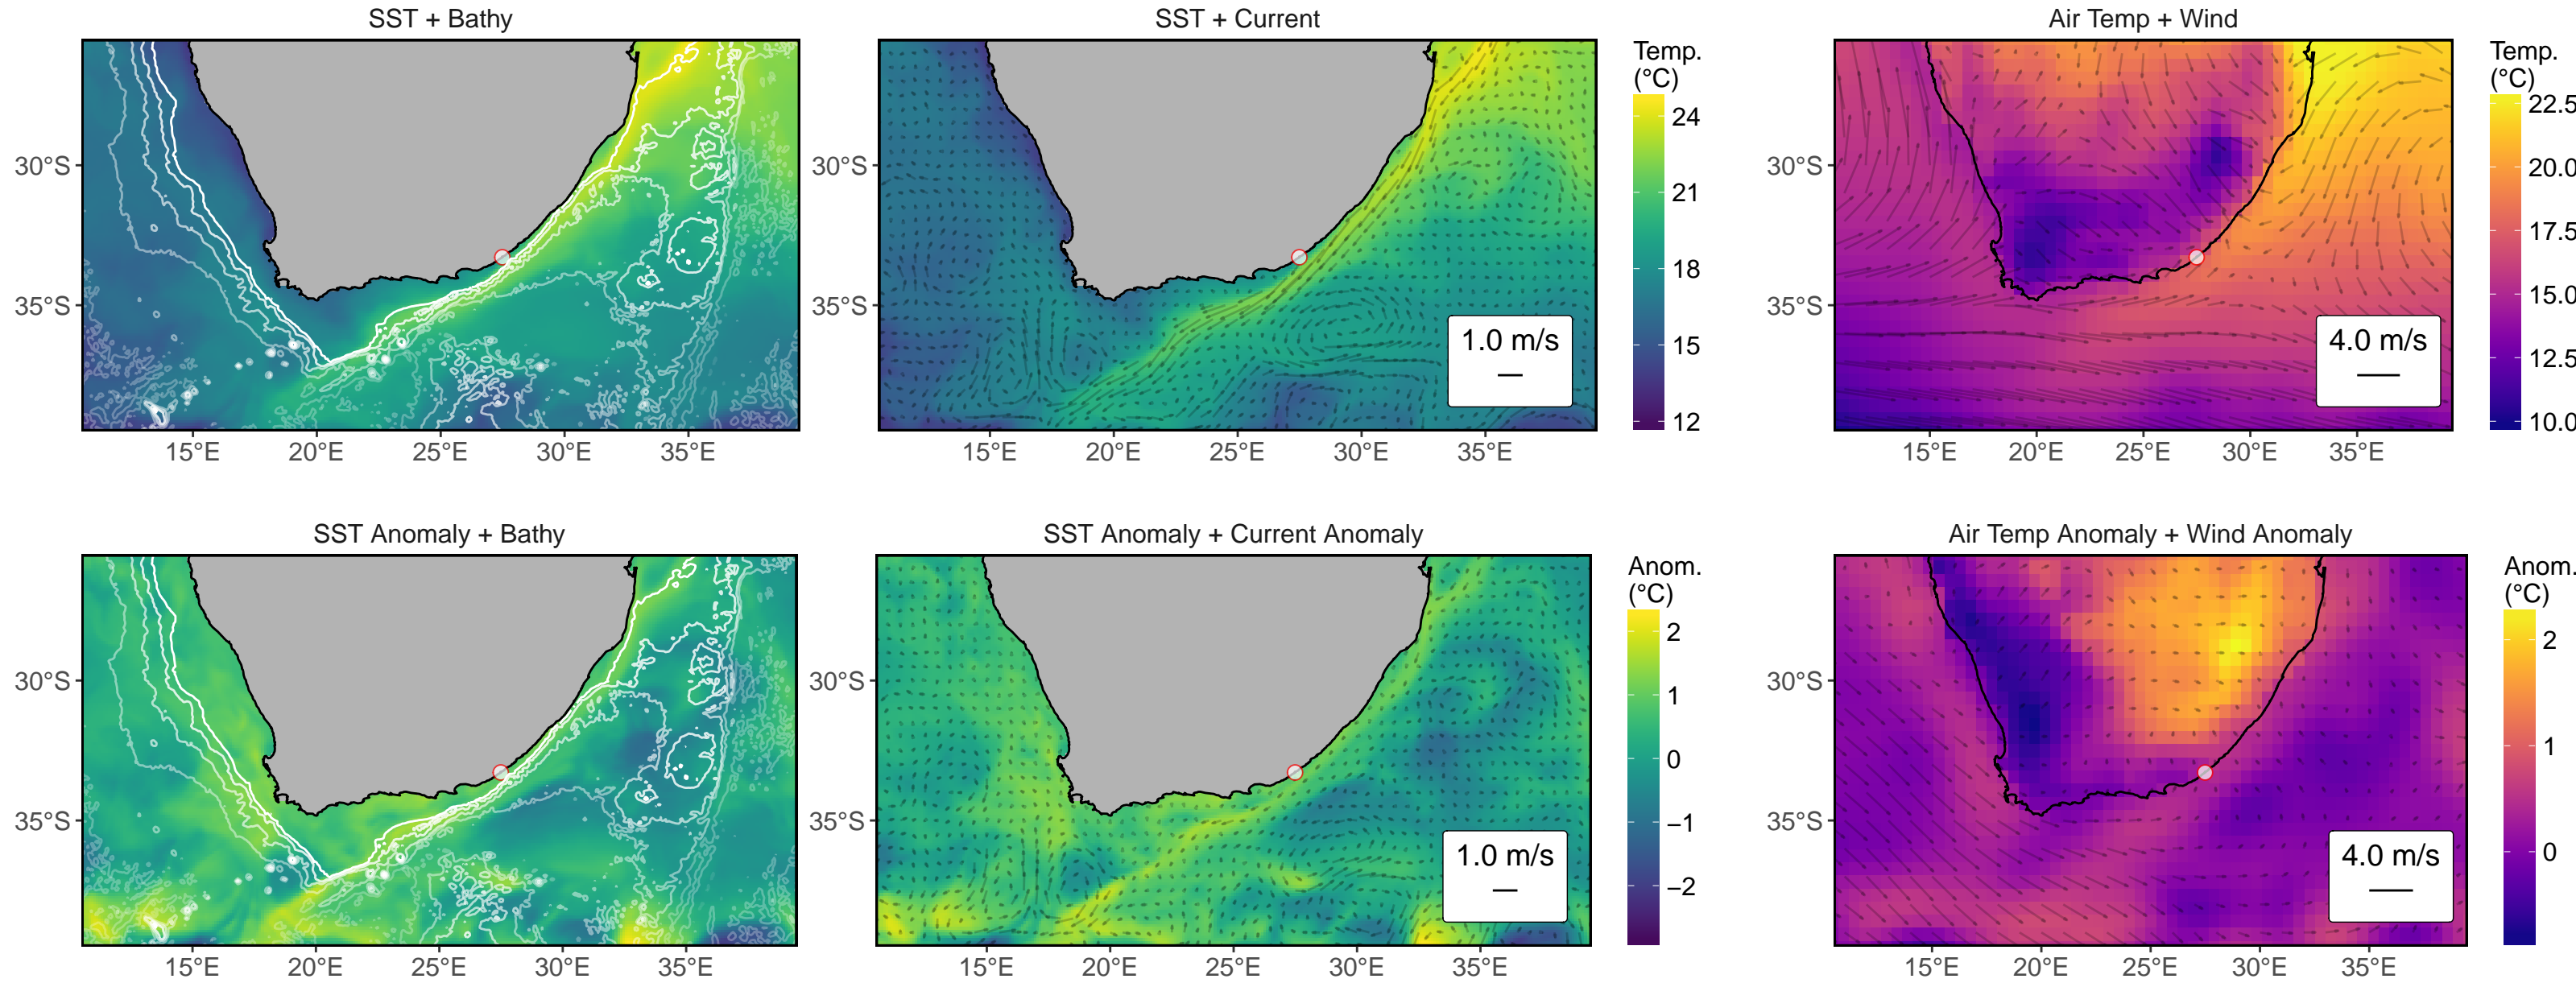 SST + Bathy
30°S
35°S
15°E 20°E 25°E 30°E 35°E
SST + Current
30°S
35°S
1.0 m/s
15°E 20°E 25°E 30°E 35°E
Temp.
(°C)
24
21
18
15
12
Air Temp + Wind
30°S
35°S
4.0 m/s
15°E 20°E 25°E 30°E 35°E
Temp.
(°C)
22.5
20.0
17.5
15.0
12.5
10.0
SST Anomaly + Bathy
30°S
35°S
15°E 20°E 25°E 30°E 35°E
SST Anomaly + Current Anomaly
30°S
35°S
1.0 m/s
15°E 20°E 25°E 30°E 35°E
Anom.
(°C)
2
1
0
−1
−2
Air Temp Anomaly + Wind Anomaly
30°S
35°S
4.0 m/s
15°E 20°E 25°E 30°E 35°E
Anom.
(°C)
2
1
0